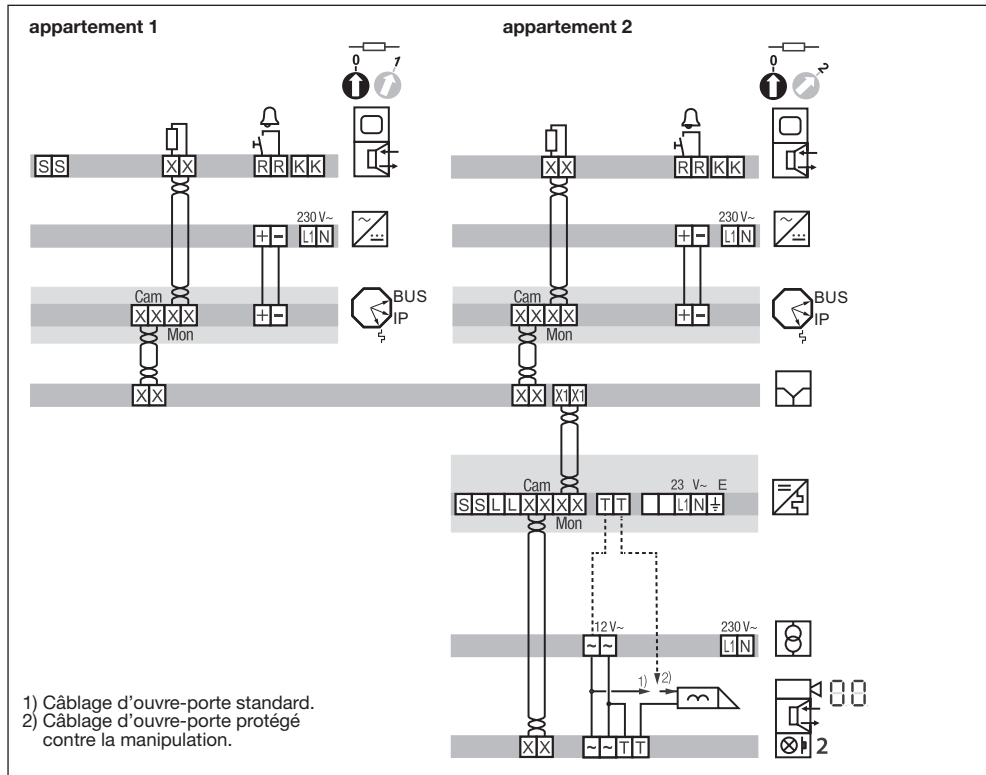 appartement 1 appartement 2
0 1 0 2
S S X X R R K K X X R R K K
230 V~ 230 V~
+ - L1 N + - L1 N
Cam BUS Cam BUS
X X X X + - IP X X X X + - IP
Mon Mon
X X X X X1 X1
Cam 23 V~ E
S S L L X X X X T T L1 N
Mon
12 V~ 230 V~
~ ~ L1 N
1) 2)
00
1) Câblage d'ouvre-porte standard.
2) Câblage d'ouvre-porte protégé
contre la manipulation.
X X ~ ~ T T 2